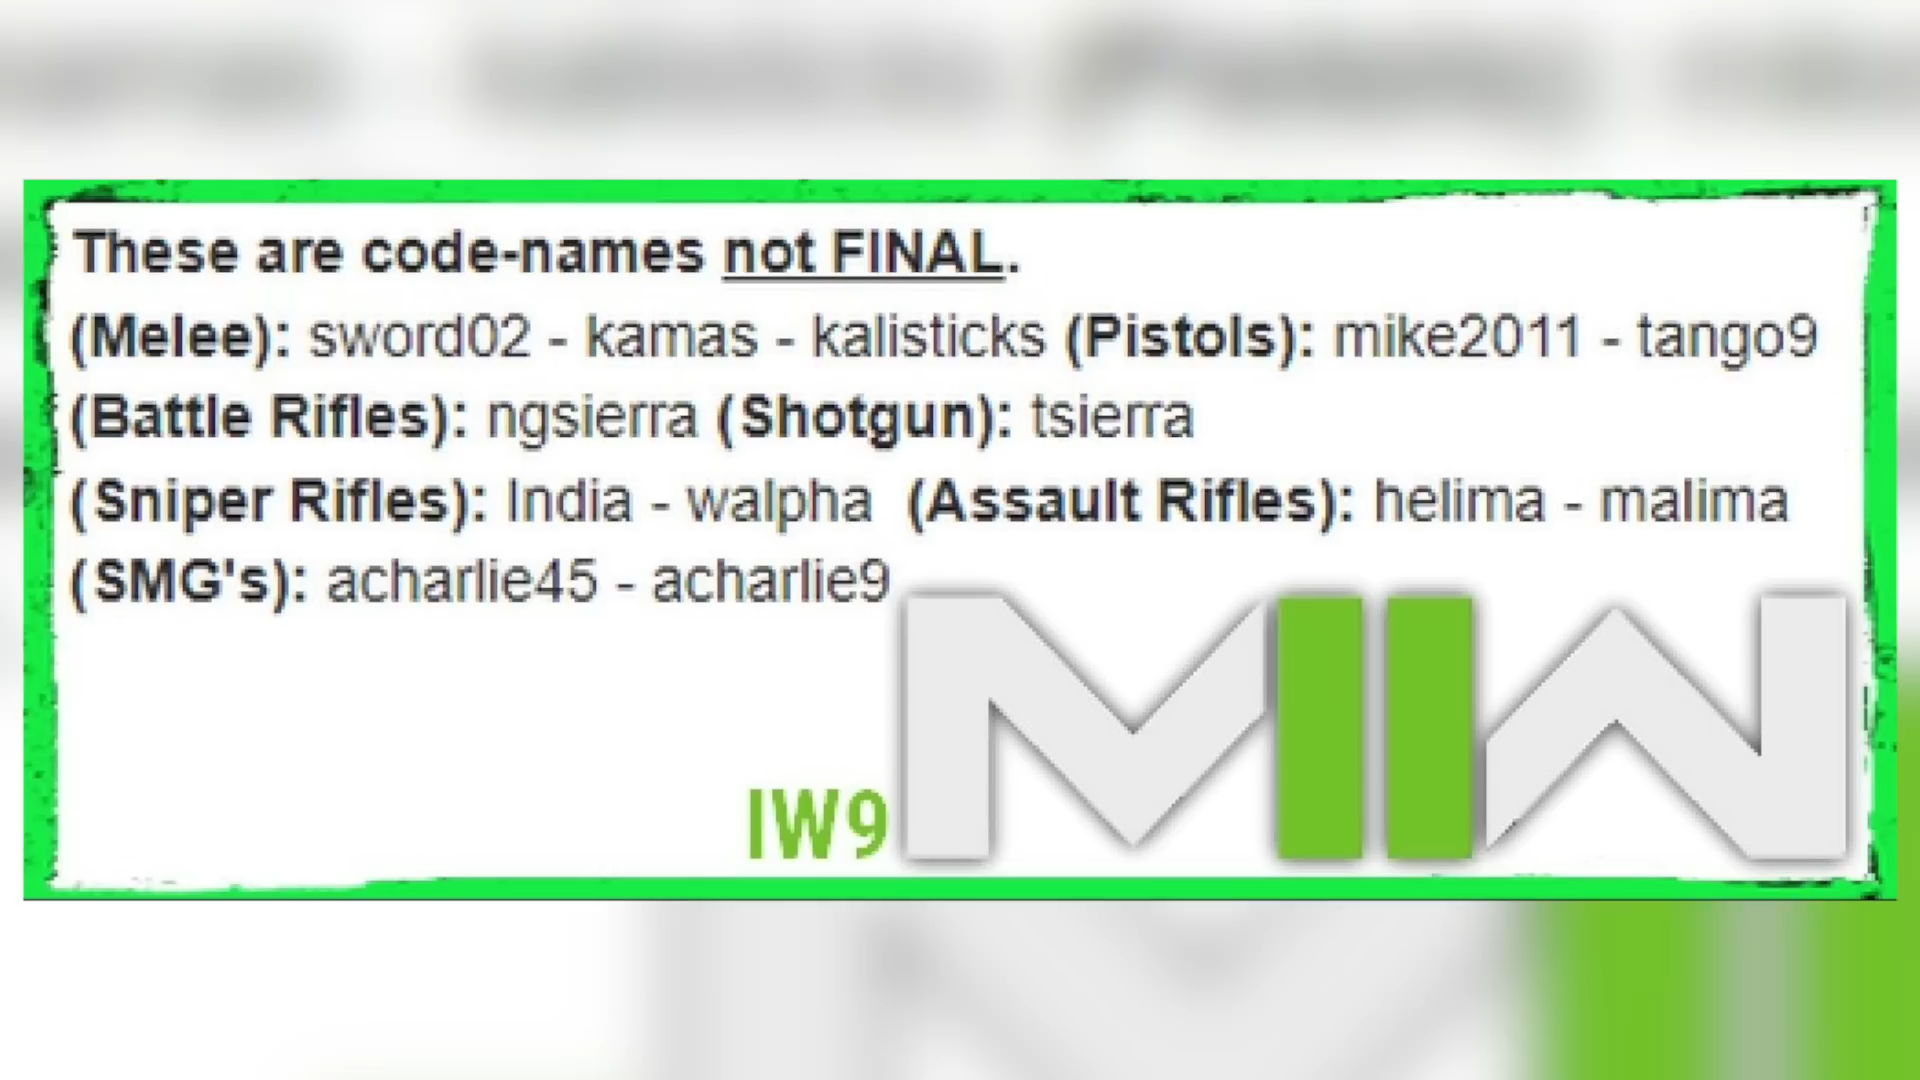 These are code-names not FINAL.
(Melee): sword02 - kamas - kalisticks (Pistols): mike2011 - tango9
(Battle Rifles): ngsierra (Shotgun): tsierra
(Sniper Rifles): India - walpha (Assault Rifles): helima - malima
(SMG's): acharlie45 - acharlie9
IW9 MIIW